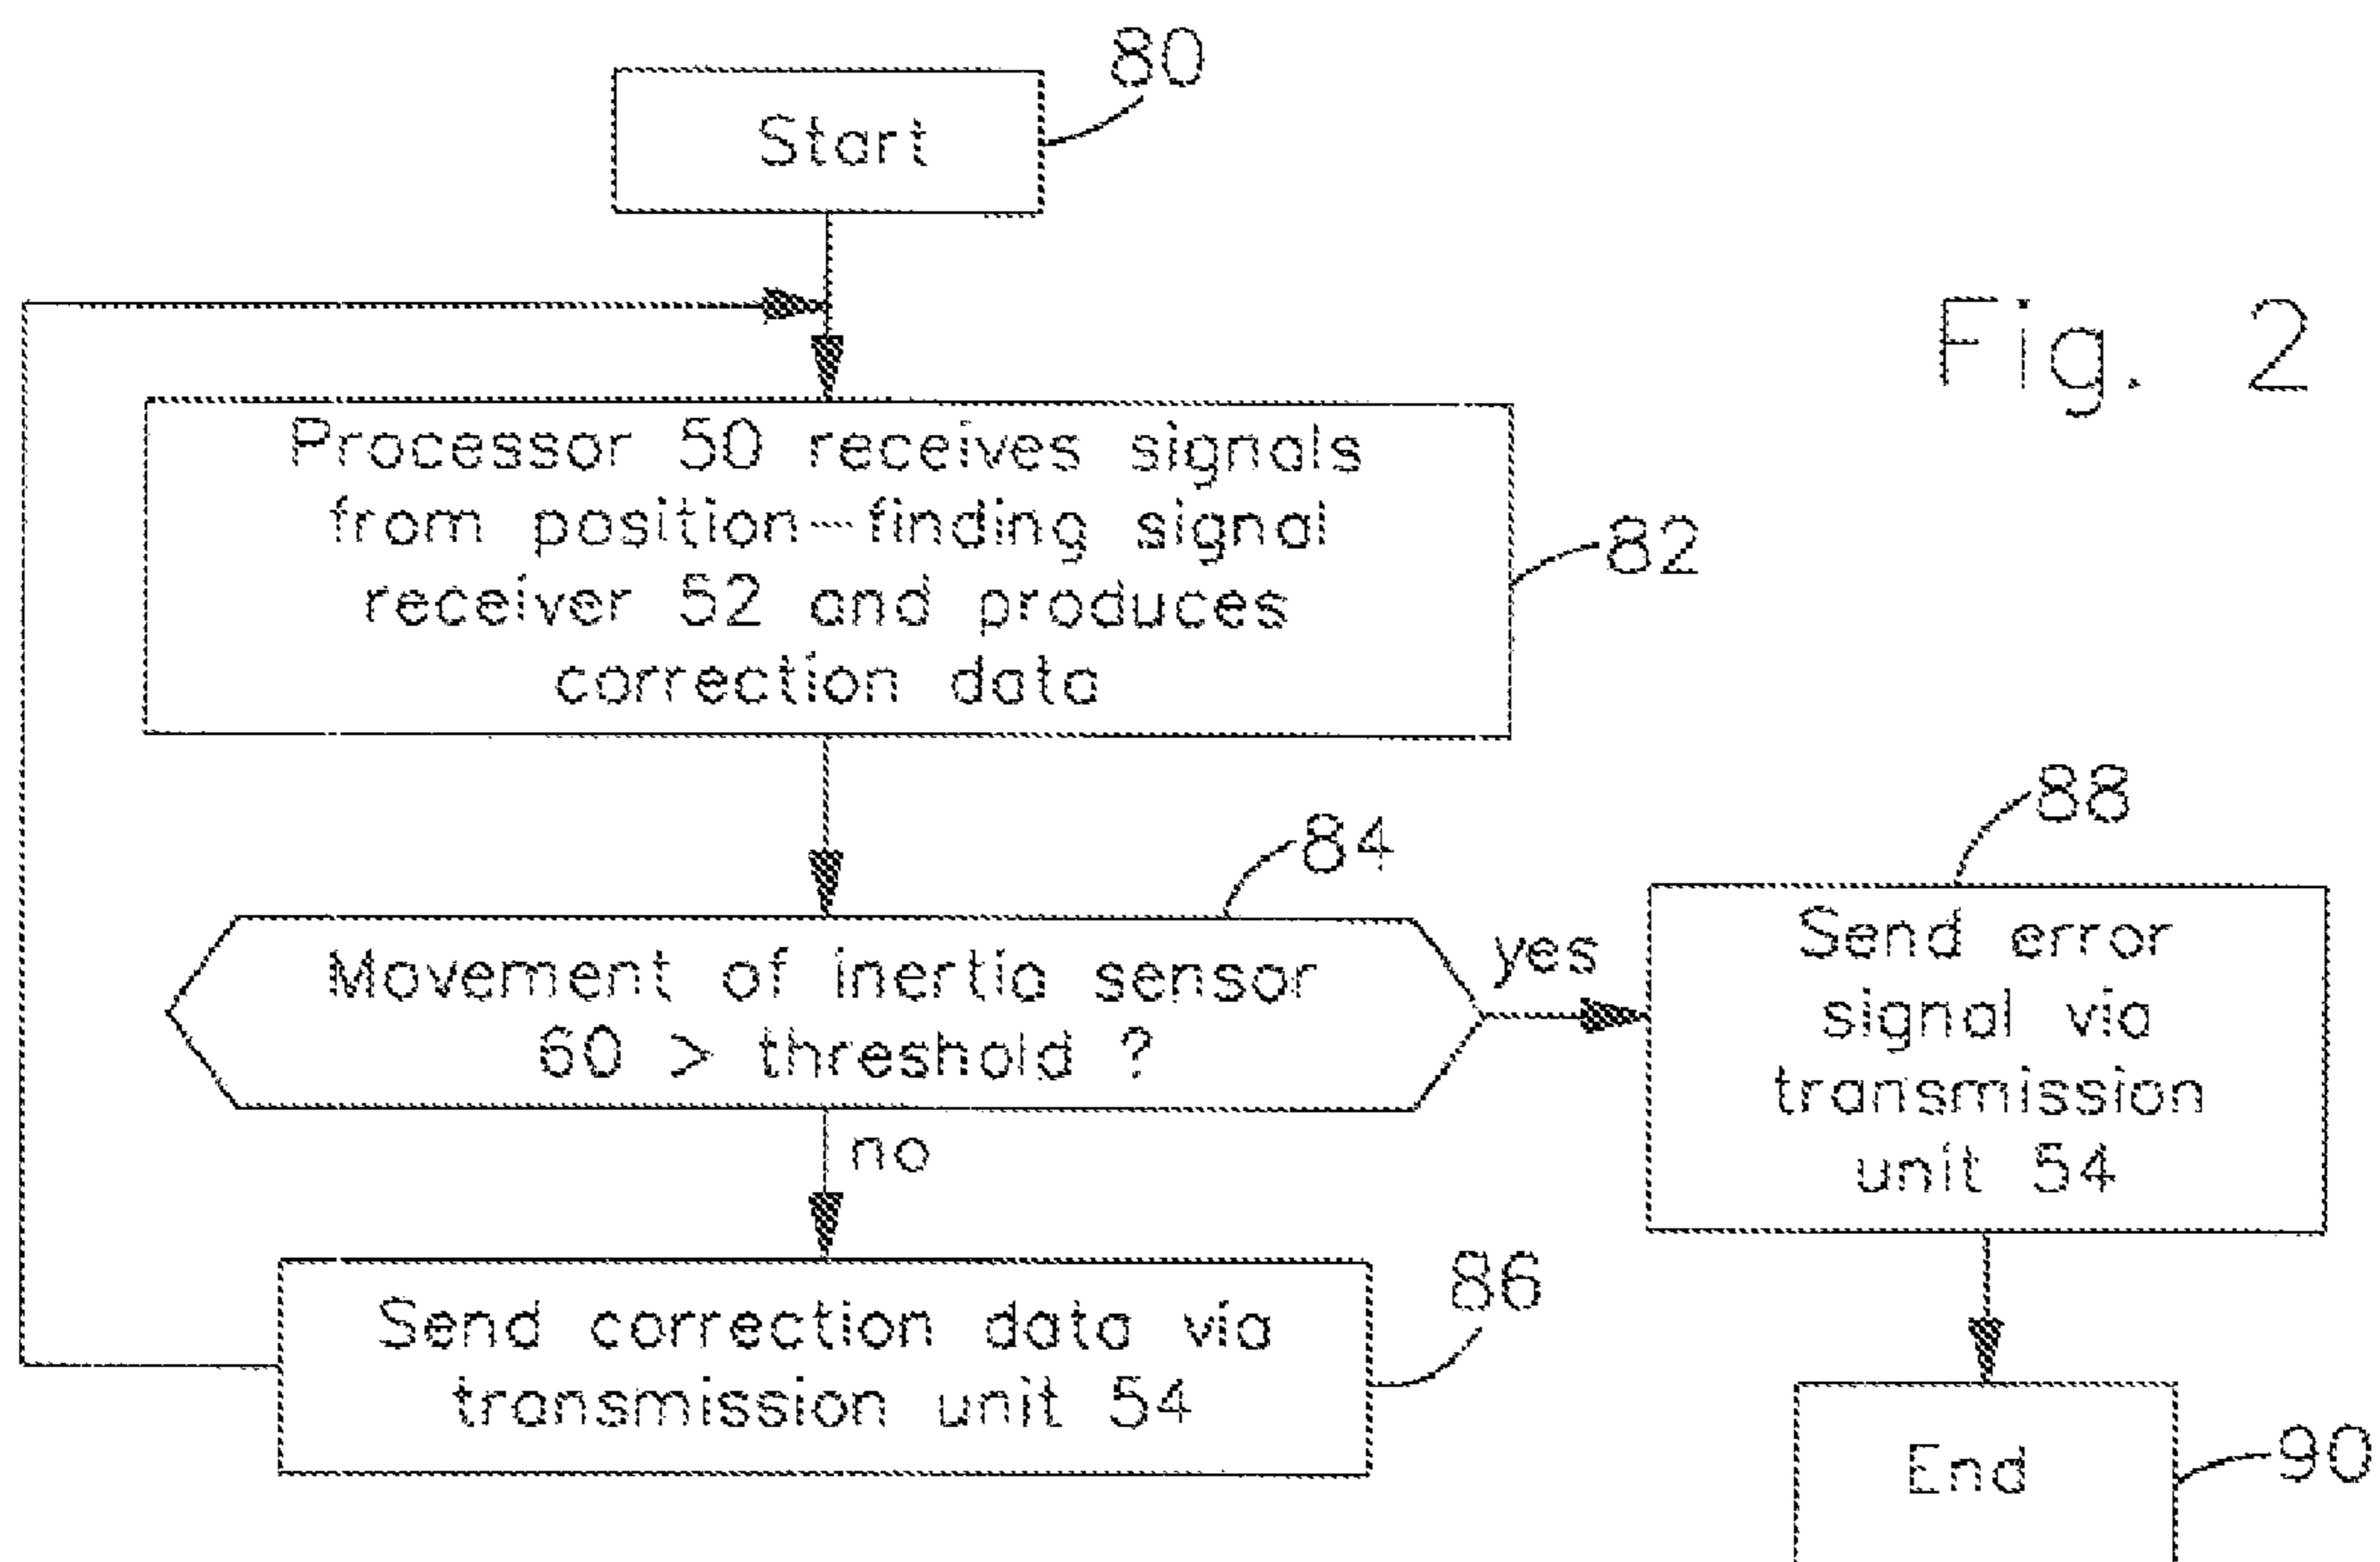 80
Start
Fig. 2
Processor 50 receives signals
from position-finding signal
receiver 52 and produces
correction data
82
84
Movement of inertia sensor
60 > threshold ?
yes
88
Send error
signal via
transmission
unit 54
no
86
Send correction data via
transmission unit 54
End
90